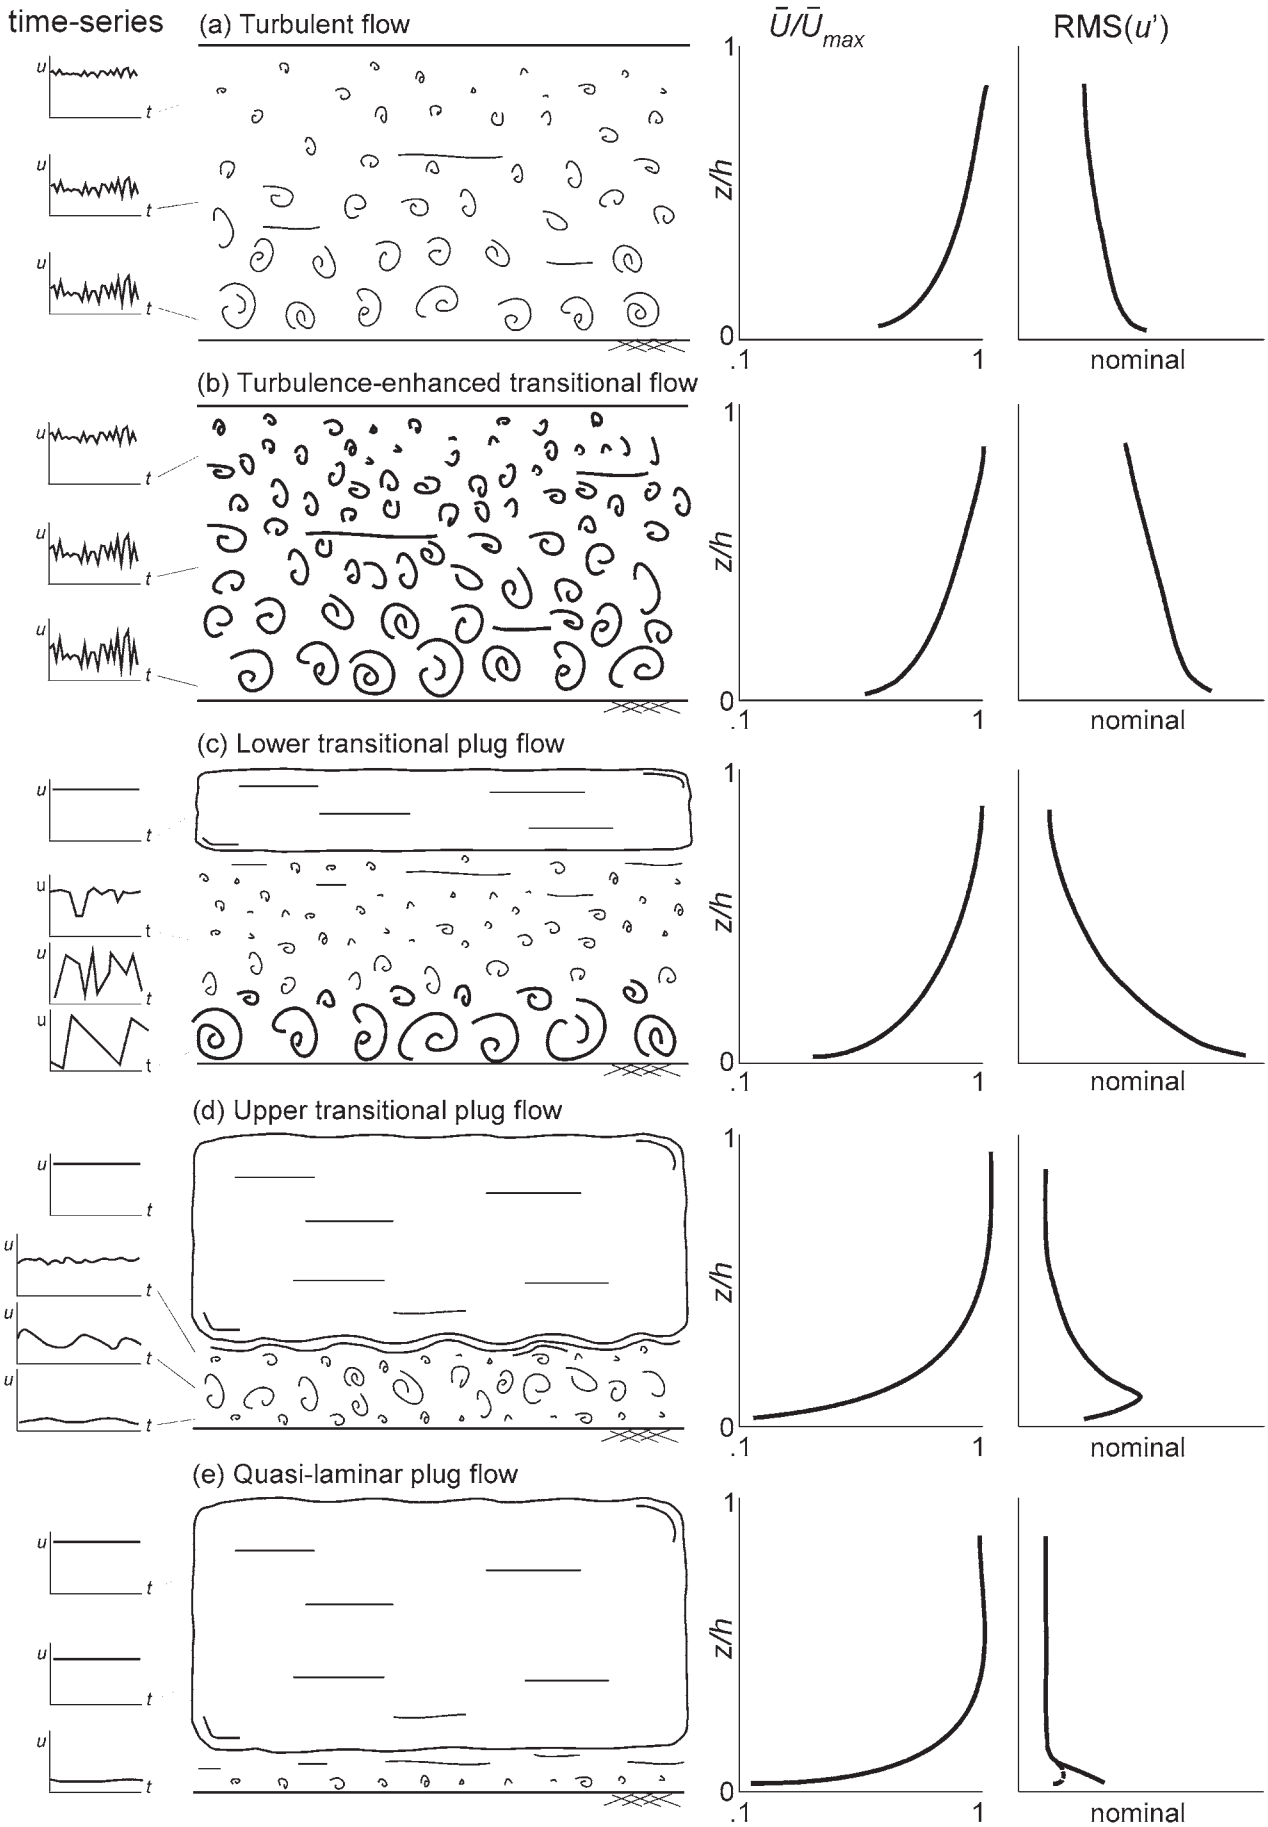 time-series
(a) Turbulent flow
Ū/Ūmax
RMS(u')
u
t
u
t
u
t
1
z/h
0
.1
1
nominal
(b) Turbulence-enhanced transitional flow
u
t
u
t
u
t
1
z/h
0
.1
1
nominal
(c) Lower transitional plug flow
u
t
u
t
u
t
u
t
1
z/h
0
.1
1
nominal
(d) Upper transitional plug flow
u
t
u
t
u
t
u
t
1
z/h
0
.1
1
nominal
(e) Quasi-laminar plug flow
u
t
u
t
u
t
1
z/h
0
.1
1
nominal